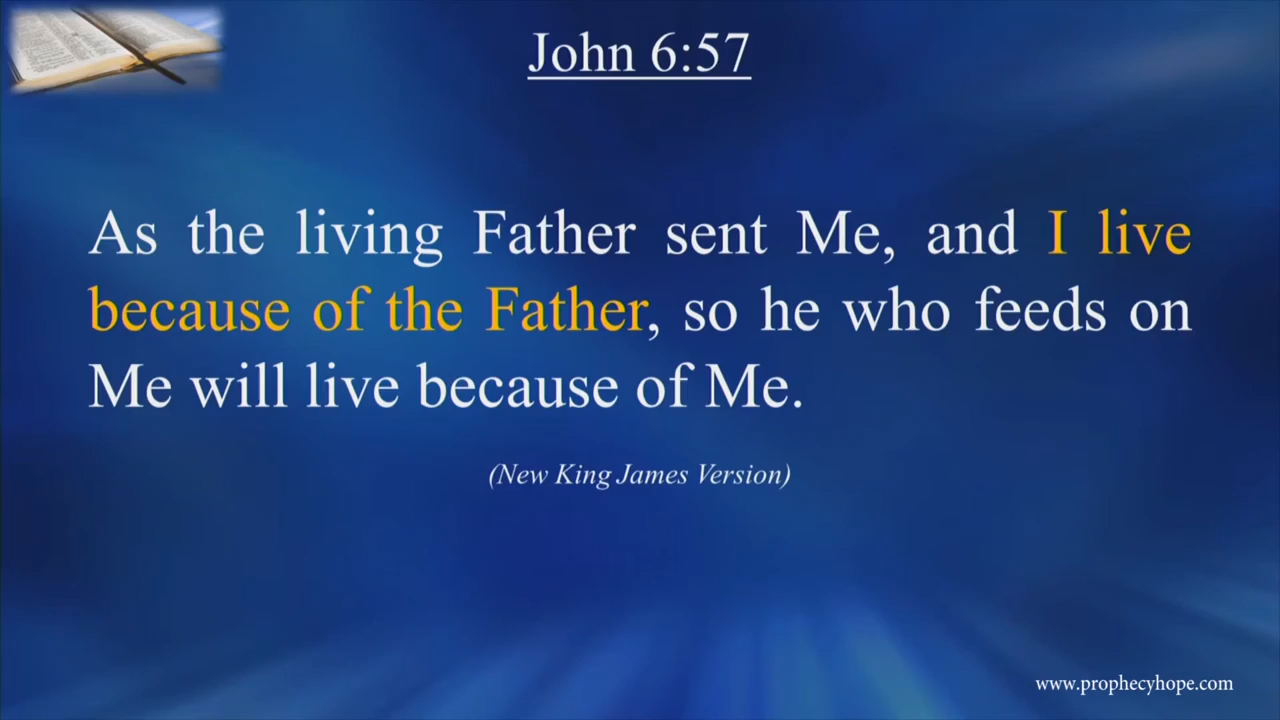 John 6:57
As the living Father sent Me, and I live
because of the Father, so he who feeds on
Me will live because of Me.
(New King James Version)
www.prophecyhope.com